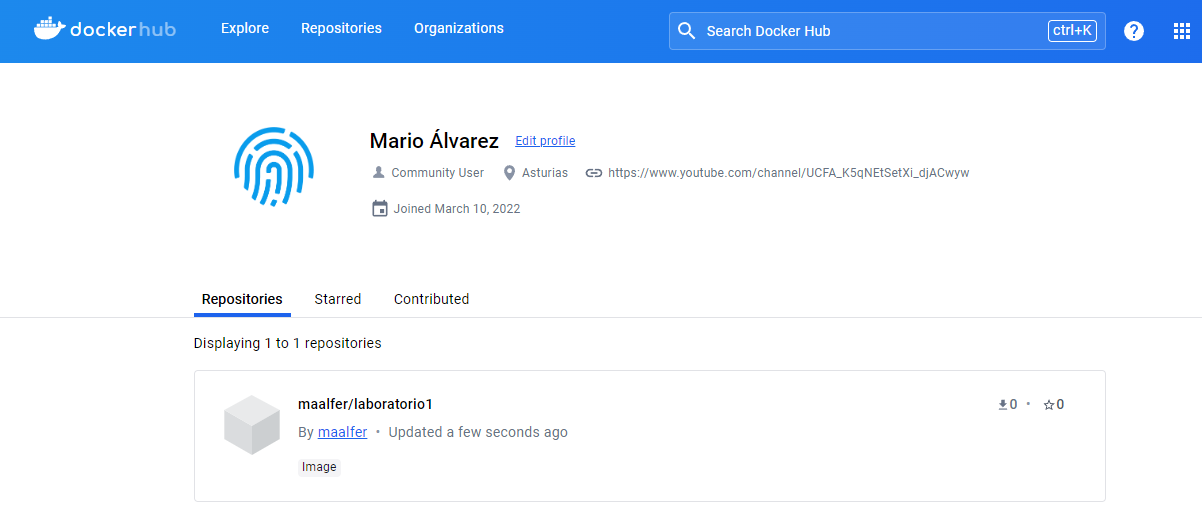 dockerhub Explore Repositories Organizations Search Docker Hub ctrl+K ?
Mario Álvarez Edit profile
Community User Asturias https://www.youtube.com/channel/UCFA_K5qNEtSetXi_djACwyw
Joined March 10, 2022
Repositories Starred Contributed
Displaying 1 to 1 repositories
maalfer/laboratorio1 0 • 0
By maalfer • Updated a few seconds ago
Image